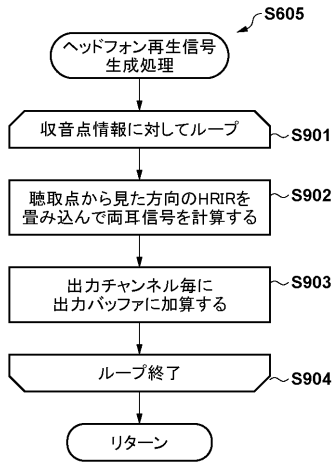 S605
ヘッドフォン再生信号
生成処理
収音点情報に対してループ
S901
聴取点から見た方向のHRIRを
畳み込んで両耳信号を計算する
S902
出力チャンネル毎に
出力バッファに加算する
S903
ループ終了
S904
リターン